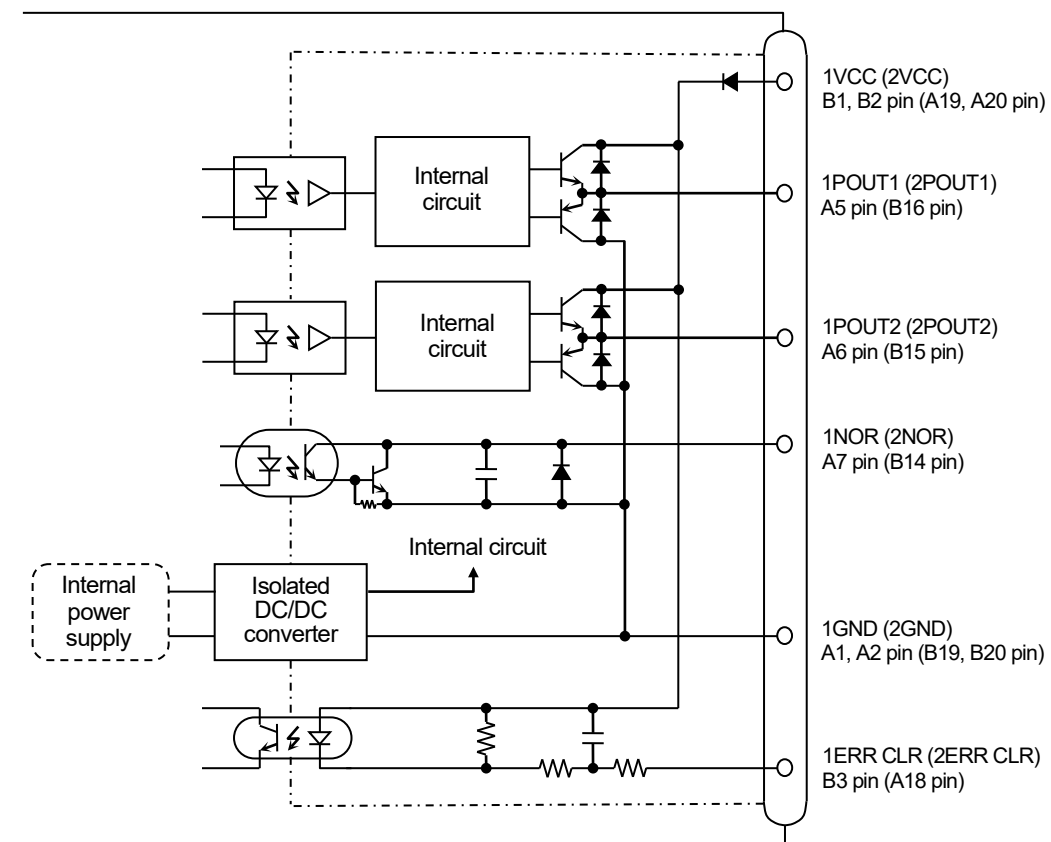 1VCC (2VCC)
B1, B2 pin (A19, A20 pin)
Internal
circuit
1POUT1 (2POUT1)
A5 pin (B16 pin)
Internal
circuit
1POUT2 (2POUT2)
A6 pin (B15 pin)
1NOR (2NOR)
A7 pin (B14 pin)
Internal circuit
Internal
power
supply
Isolated
DC/DC
converter
1GND (2GND)
A1, A2 pin (B19, B20 pin)
1ERR CLR (2ERR CLR)
B3 pin (A18 pin)